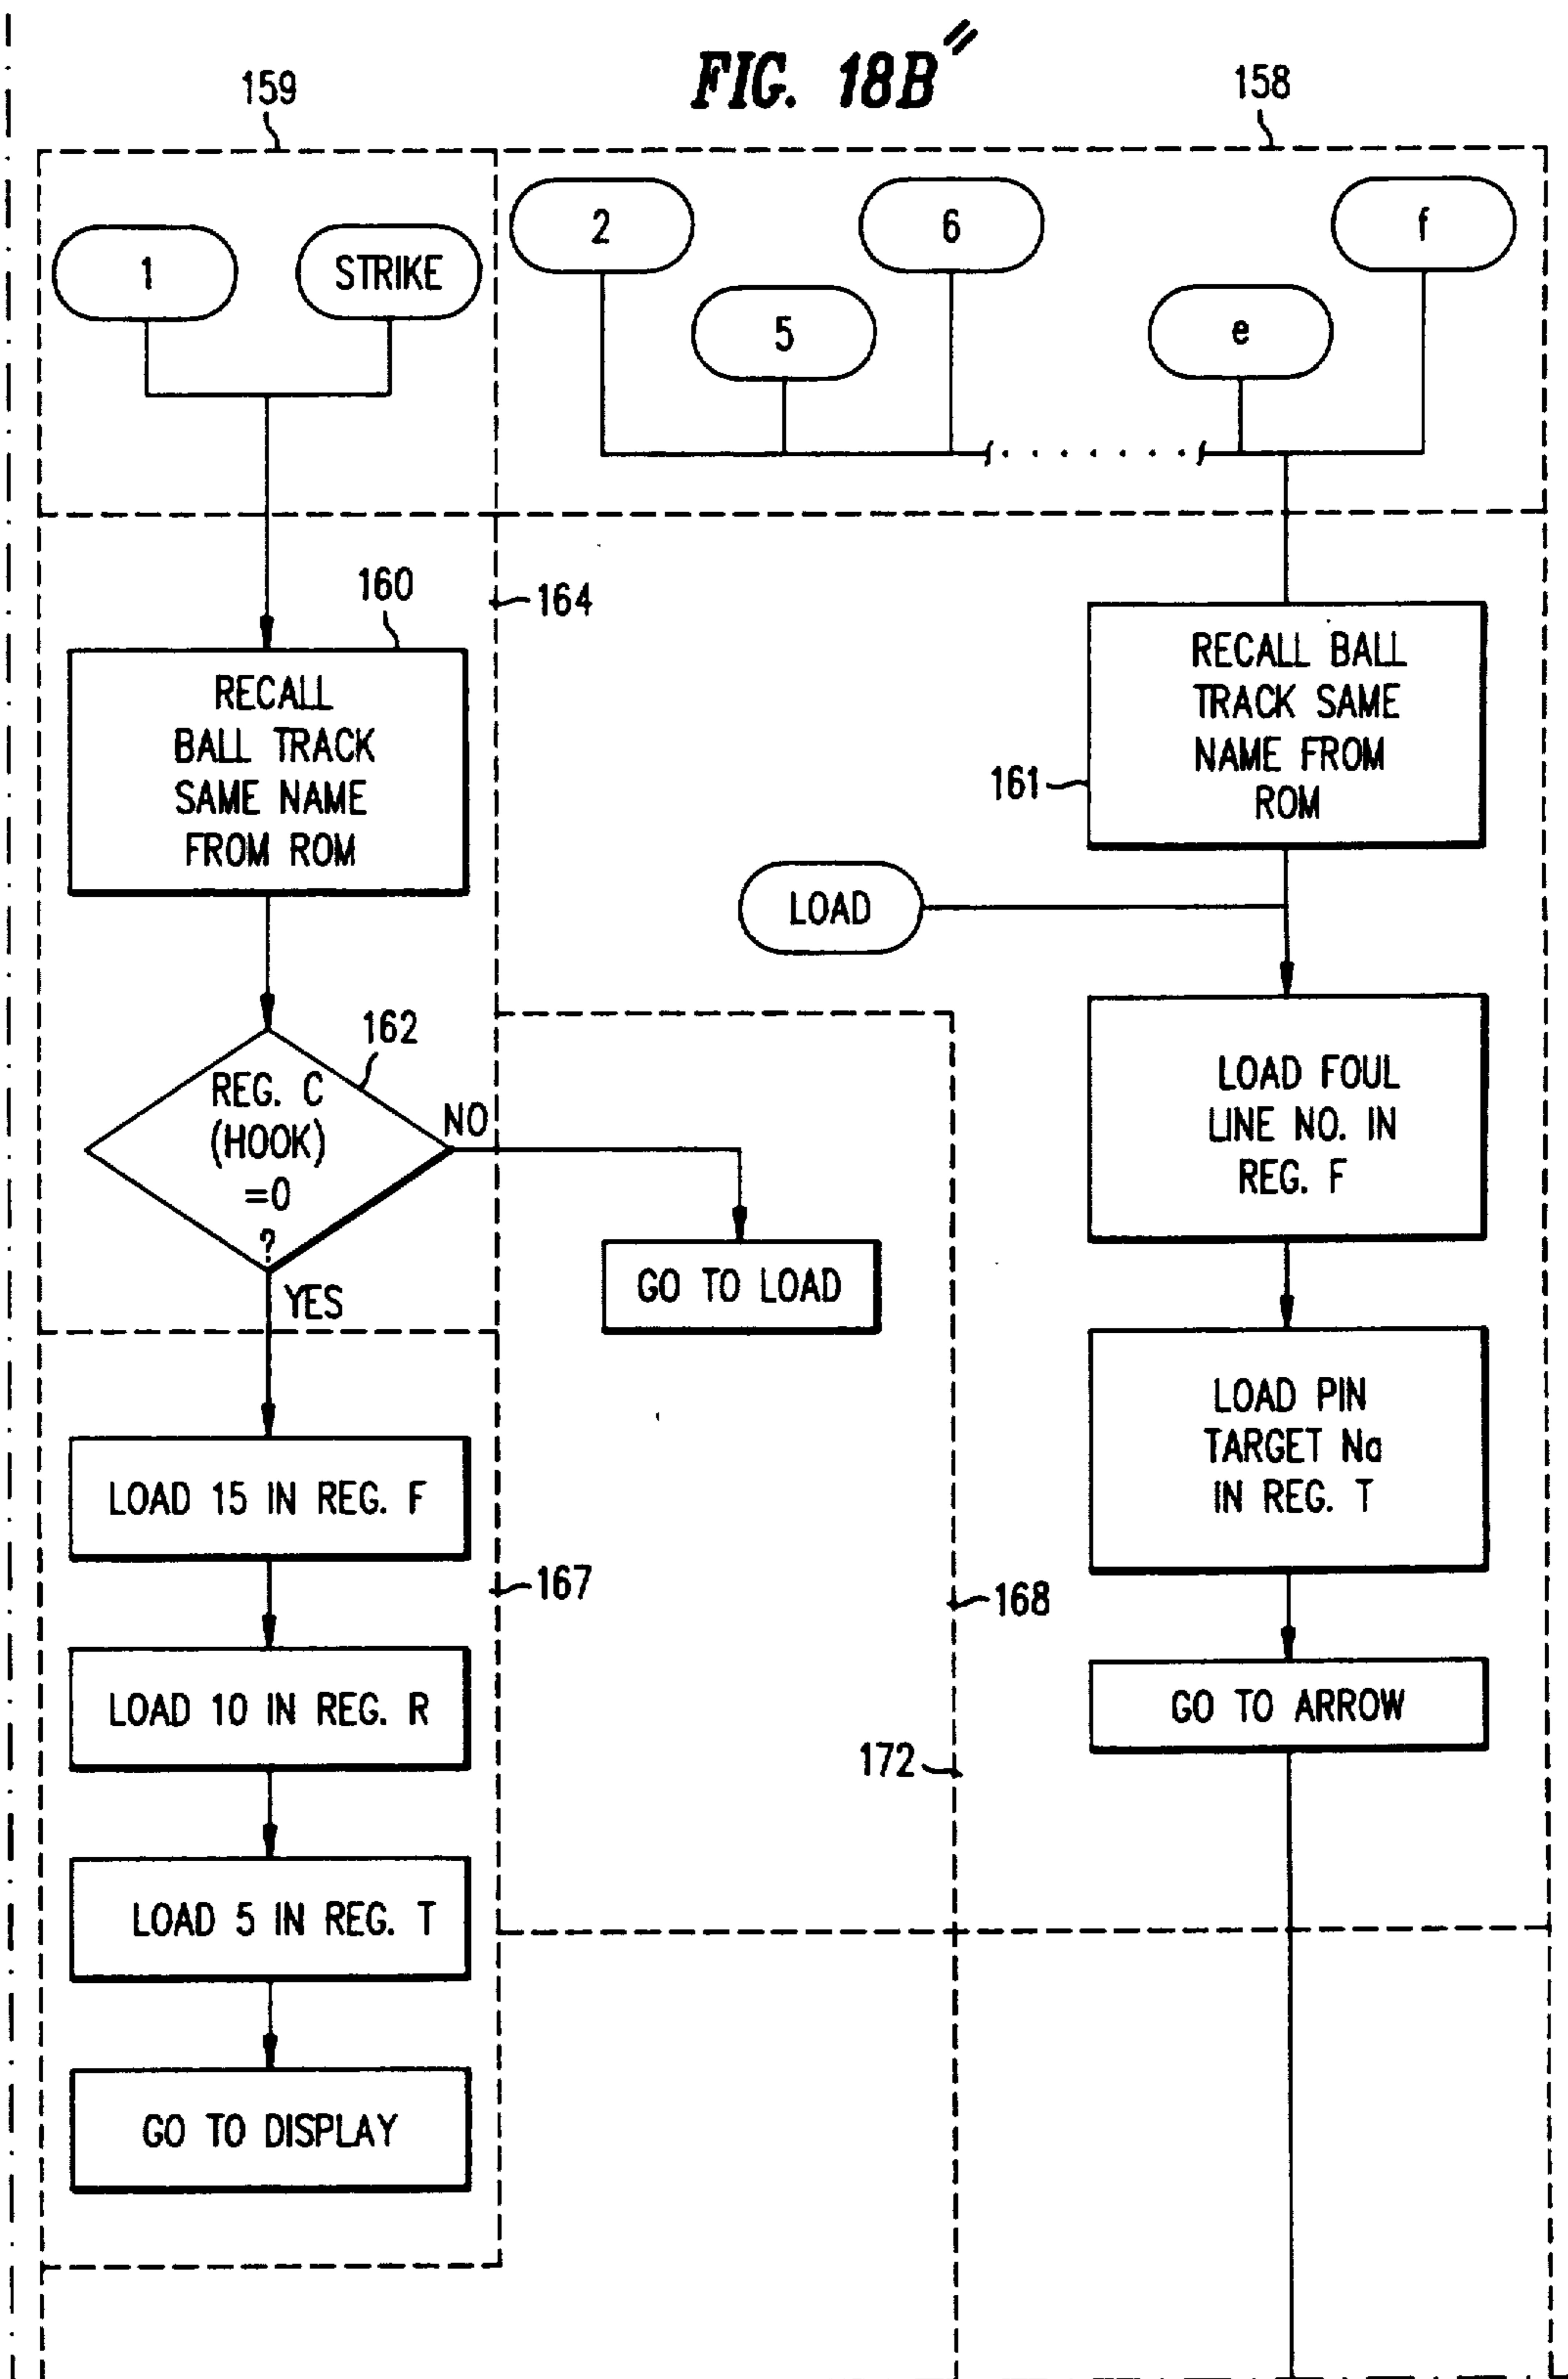 FIG. 18B"
159
158
1
STRIKE
2
5
6
e
f
160
164
RECALL
BALL TRACK
SAME NAME
FROM ROM
161
RECALL BALL
TRACK SAME
NAME FROM
ROM
LOAD
162
REG. C
(HOOK)
=0
?
NO
YES
GO TO LOAD
LOAD FOUL
LINE NO. IN
REG. F
LOAD PIN
TARGET Na
IN REG. T
LOAD 15 IN REG. F
167
168
LOAD 10 IN REG. R
GO TO ARROW
172
LOAD 5 IN REG. T
GO TO DISPLAY